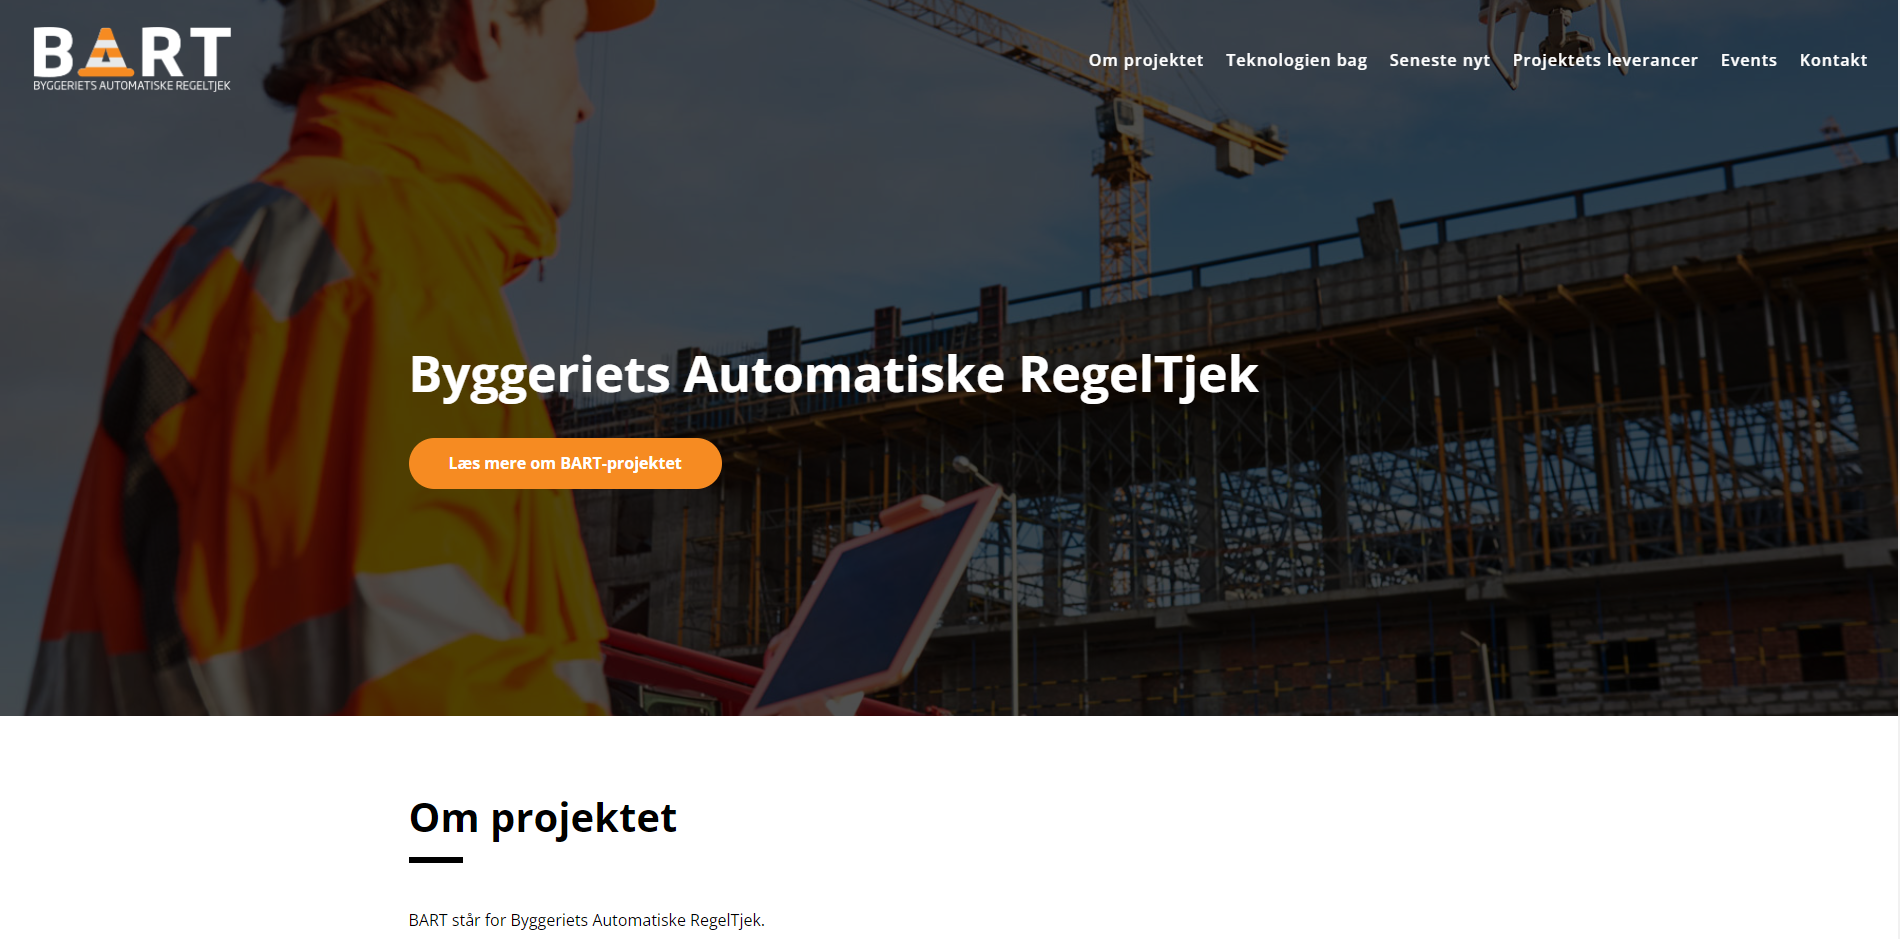 BART
BYGGERIETS AUTOMATISKE REGELTJEK
Om projektet Teknologien bag Seneste nyt Projektets leverancer Events Kontakt
Byggeriets Automatiske RegelTjek
Læs mere om BART-projektet
Om projektet
BART står for Byggeriets Automatiske RegelTjek.